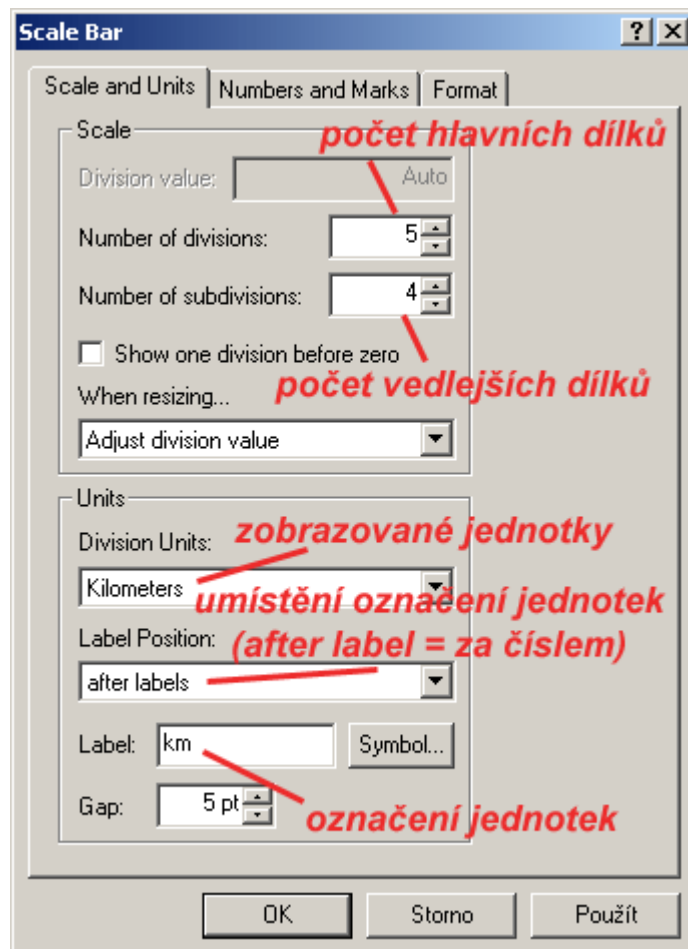 Scale Bar
Scale and Units Numbers and Marks Format
Scale
počet hlavních dílků
Division value: Auto
Number of divisions: 5
Number of subdivisions: 4
Show one division before zero
počet vedlejších dílků
When resizing...
Adjust division value
Units
zobrazované jednotky
Division Units:
Kilometers
umístění označení jednotek
Label Position: (after label = za číslem)
after labels
Label: km Symbol...
Gap: 5 pt
označení jednotek
OK Storno Použít